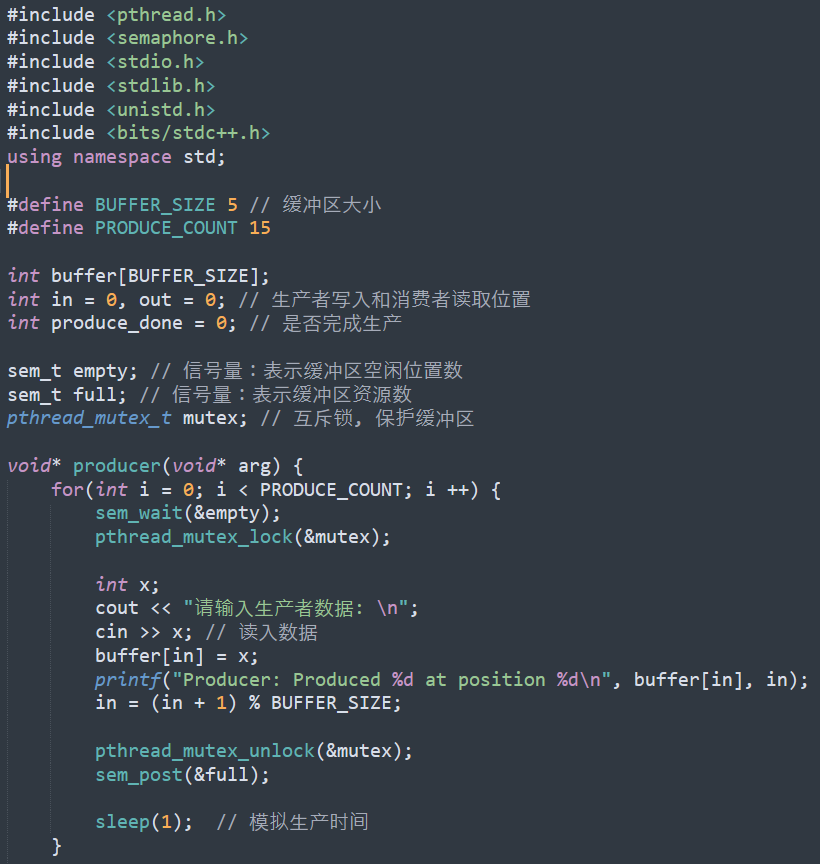 #include <pthread.h>
#include <semaphore.h>
#include <stdio.h>
#include <stdlib.h>
#include <unistd.h>
#include <bits/stdc++.h>
using namespace std;
#define BUFFER_SIZE 5 // 缓冲区大小
#define PRODUCE_COUNT 15
int buffer[BUFFER_SIZE];
int in = 0, out = 0; // 生产者写入和消费者读取位置
int produce_done = 0; // 是否完成生产
sem_t empty; // 信号量：表示缓冲区空闲位置数
sem_t full; // 信号量：表示缓冲区资源数
pthread_mutex_t mutex; // 互斥锁, 保护缓冲区
void* producer(void* arg) {
    for(int i = 0; i < PRODUCE_COUNT; i ++) {
        sem_wait(&empty);
        pthread_mutex_lock(&mutex);
        int x;
        cout << "请输入生产者数据: \n";
        cin >> x; // 读入数据
        buffer[in] = x;
        printf("Producer: Produced %d at position %d\n", buffer[in], in);
        in = (in + 1) % BUFFER_SIZE;
        pthread_mutex_unlock(&mutex);
        sem_post(&full);
        sleep(1);  // 模拟生产时间
    }